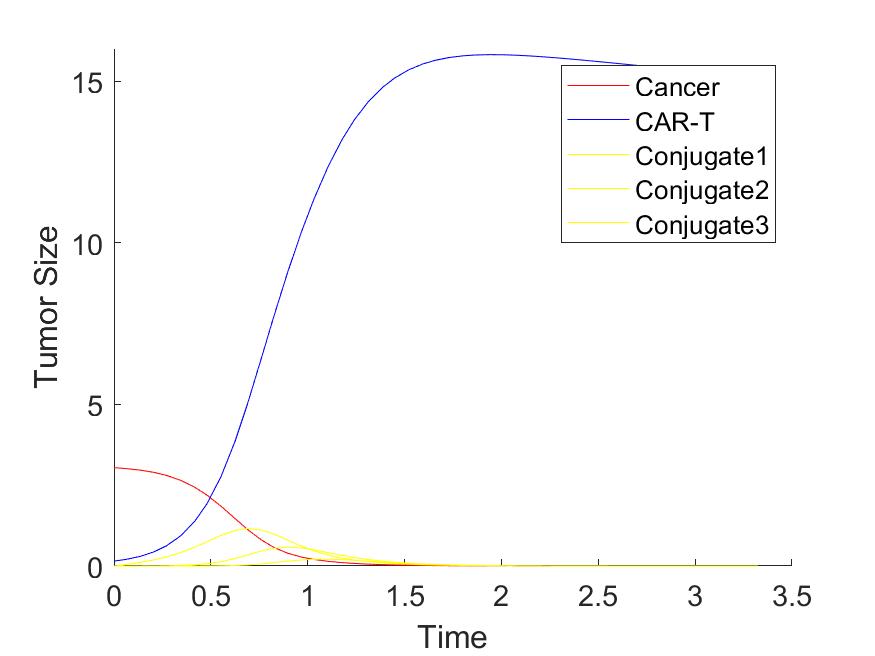 15
10
5
0
Tumor Size
Cancer
CAR-T
Conjugate1
Conjugate2
Conjugate3
0 0.5 1 1.5 2 2.5 3 3.5
Time